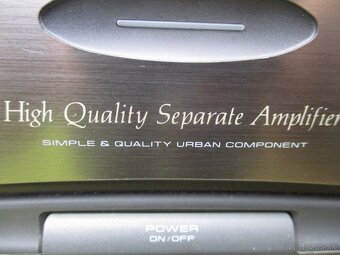 High Quality Separate Amplifier
SIMPLE & QUALITY URBAN COMPONENT
POWER
ON/OFF